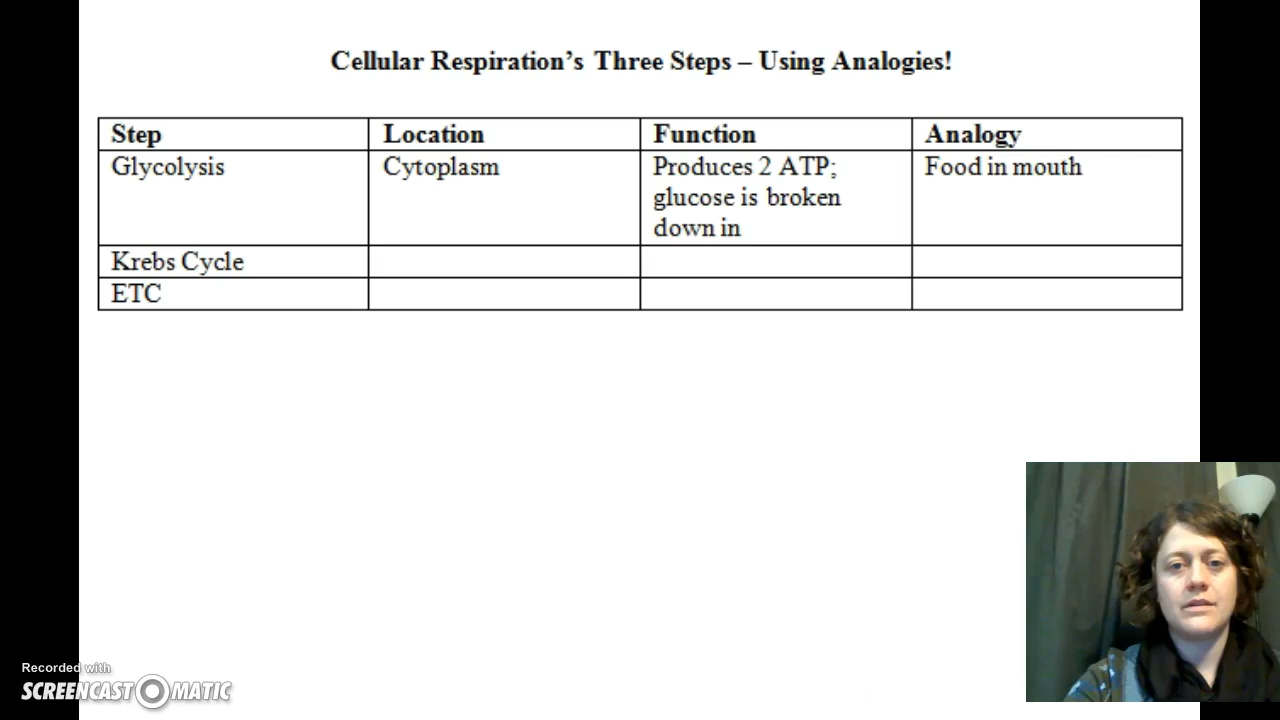 Cellular Respiration's Three Steps – Using Analogies!
Step Location Function Analogy
Glycolysis Cytoplasm Produces 2 ATP; Food in mouth
glucose is broken
down in
Krebs Cycle
ETC
Recorded with
SCREENCAST MATIC